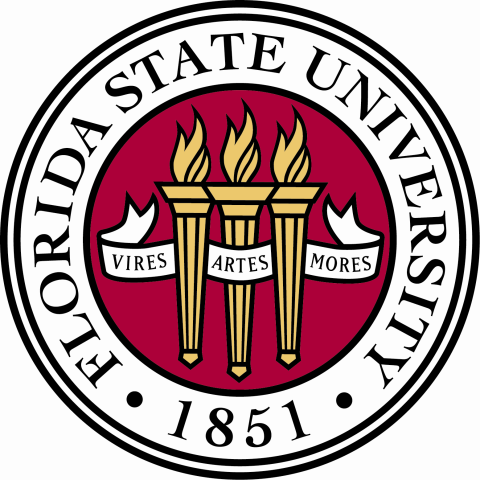 FLORIDA STATE UNIVERSITY
VIRES ARTES MORES
• 1851 •